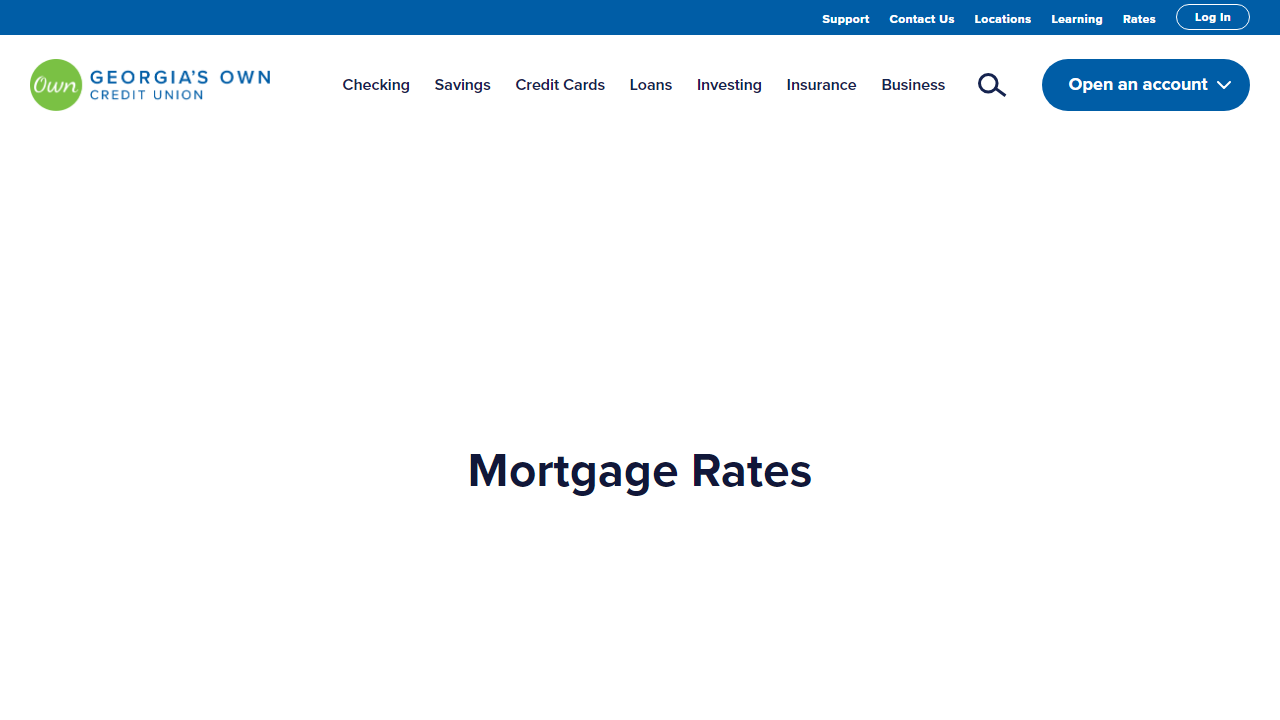 Support Contact Us Locations Learning Rates Log In
Own GEORGIA'S OWN
CREDIT UNION
Checking Savings Credit Cards Loans Investing Insurance Business
Open an account
Mortgage Rates